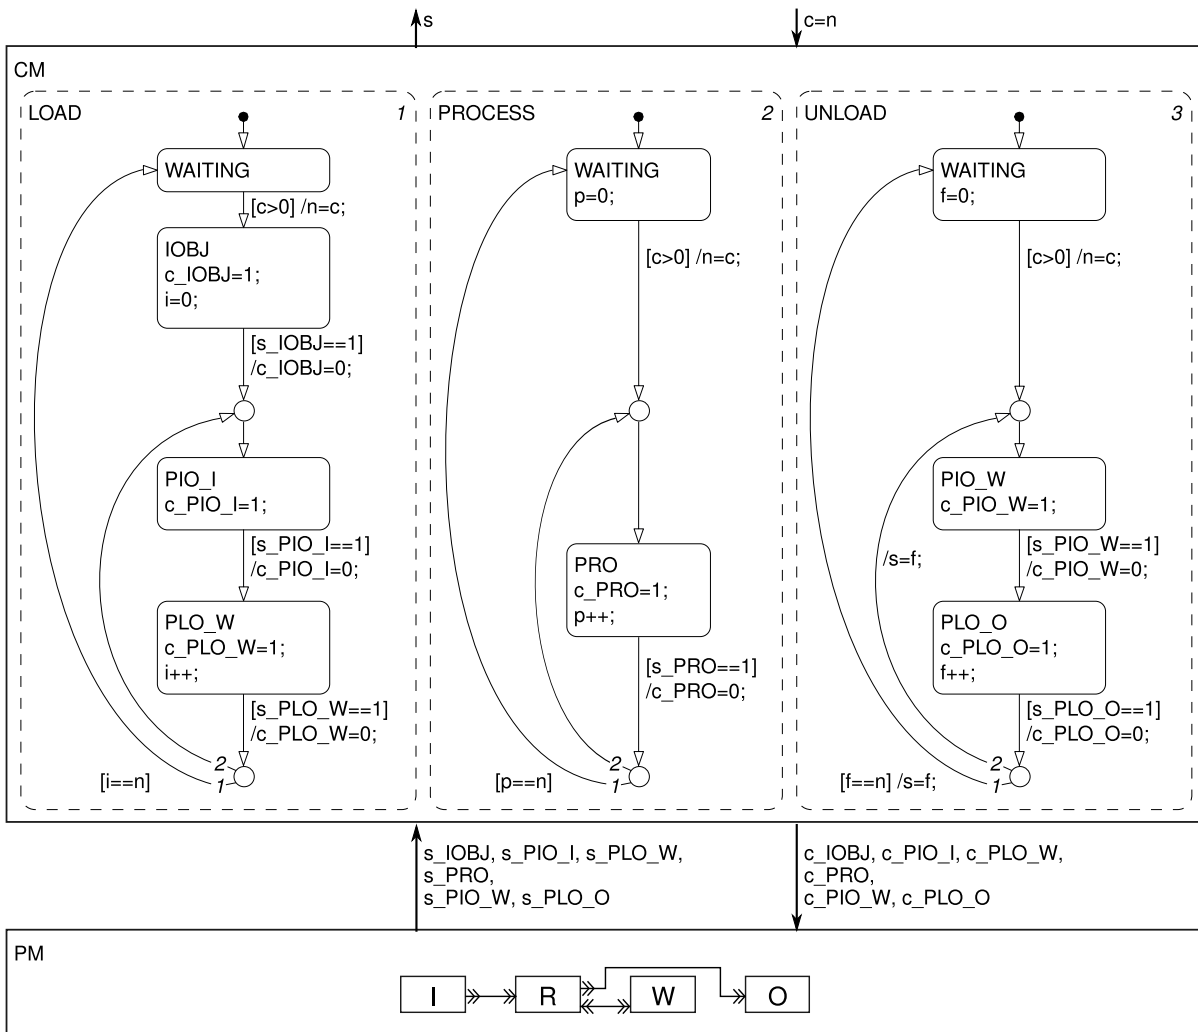 s
c=n
CM
LOAD
1
WAITING
[c>0] /n=c;
IOBJ
c_IOBJ=1;
i=0;
[s_IOBJ==1]
/c_IOBJ=0;
PIO_I
c_PIO_I=1;
[s_PIO_I==1]
/c_PIO_I=0;
PLO_W
c_PLO_W=1;
i++;
[s_PLO_W==1]
/c_PLO_W=0;
2
[i==n]
1
PROCESS
2
WAITING
p=0;
[c>0] /n=c;
PRO
c_PRO=1;
p++;
[s_PRO==1]
/c_PRO=0;
2
[p==n]
1
UNLOAD
3
WAITING
f=0;
[c>0] /n=c;
PIO_W
c_PIO_W=1;
/s=f;
[s_PIO_W==1]
/c_PIO_W=0;
PLO_O
c_PLO_O=1;
f++;
[s_PLO_O==1]
/c_PLO_O=0;
2
[f==n] /s=f;
1
s_IOBJ, s_PIO_I, s_PLO_W,
s_PRO,
s_PIO_W, s_PLO_O
c_IOBJ, c_PIO_I, c_PLO_W,
c_PRO,
c_PIO_W, c_PLO_O
PM
I
R
W
O